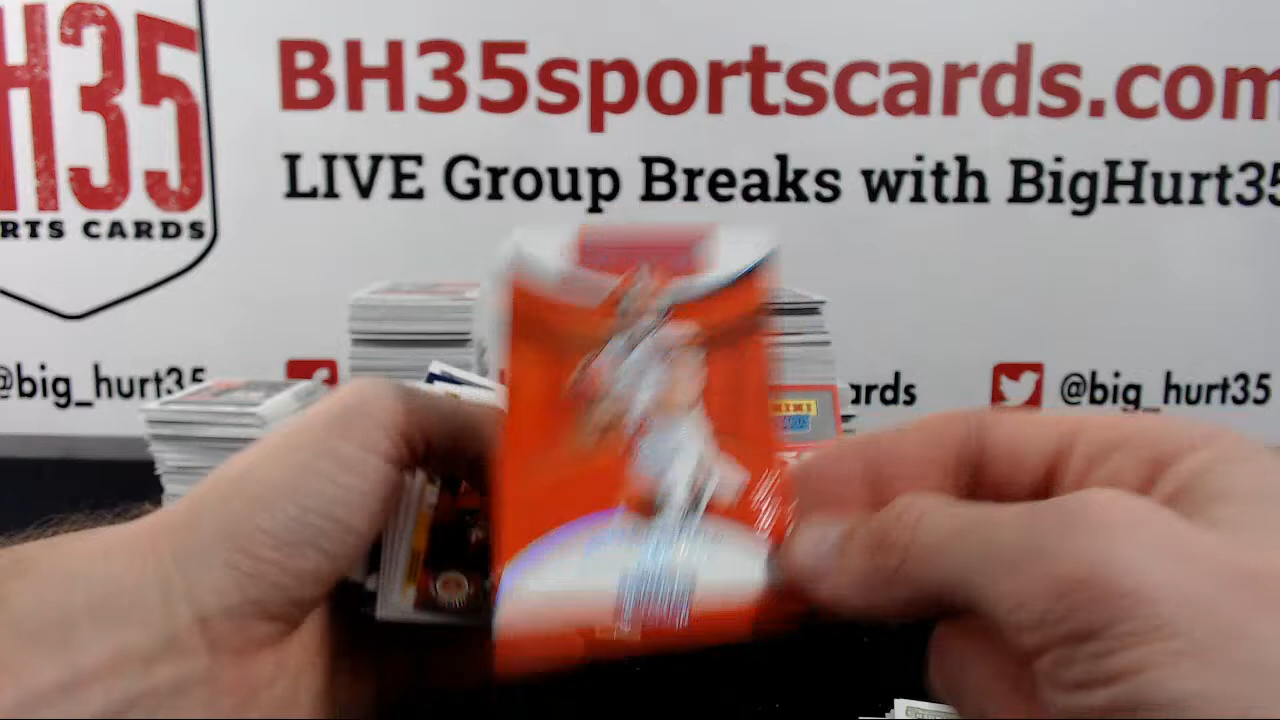 BH35sportscards.com
LIVE Group Breaks with BigHurt35
H35
RTS CARDS
@big_hurt35
ards
@big_hurt35
PANINI